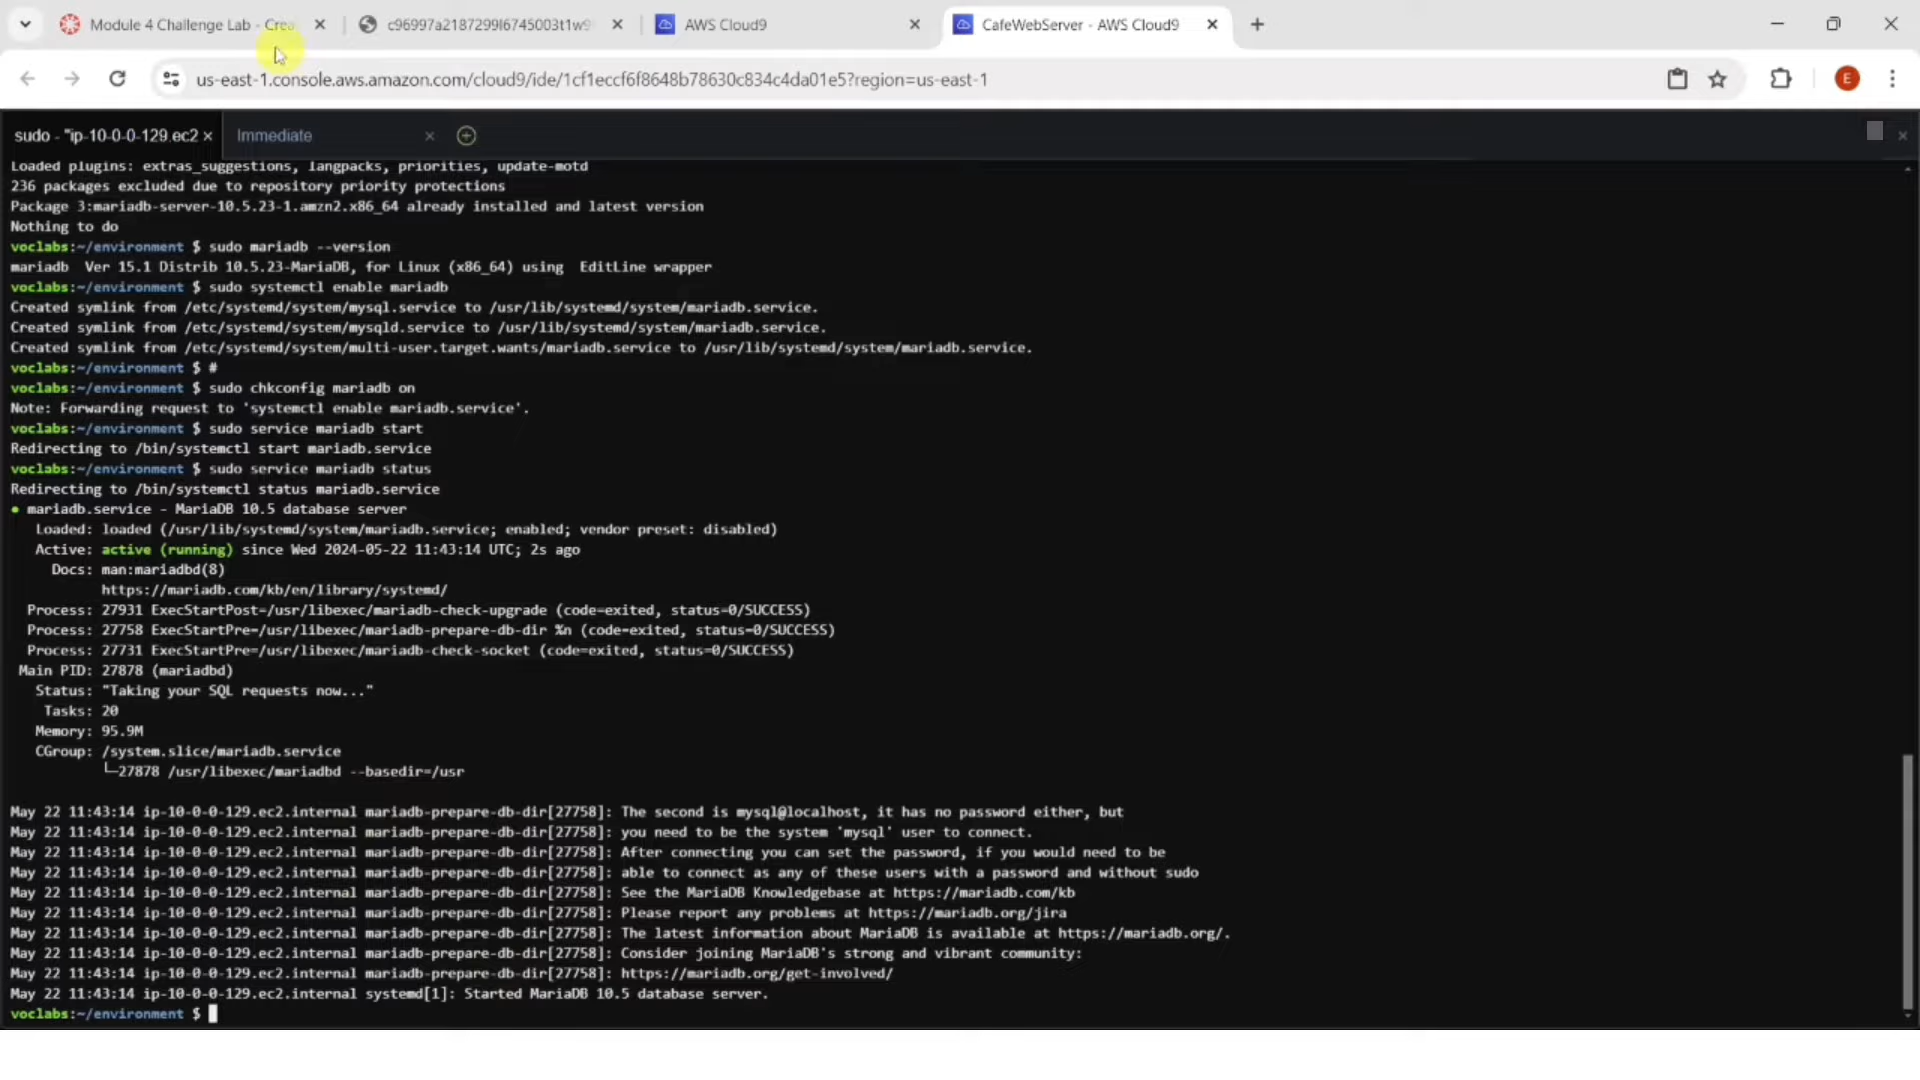 Module 4 Challenge Lab - Crea
c96997a2187299l6745003t1w9
AWS Cloud9
CafeWebServer - AWS Cloud9
us-east-1.console.aws.amazon.com/cloud9/ide/1cf1eccf6f8648b78630c834c4da01e5?region=us-east-1
E
sudo - "ip-10-0-0-129.ec2
Immediate
Loaded plugins: extras_suggestions, langpacks, priorities, update-motd
236 packages excluded due to repository priority protections
Package 3:mariadb-server-10.5.23-1.amzn2.x86_64 already installed and latest version
Nothing to do
voclabs:~/environment $ sudo mariadb --version
mariadb  Ver 15.1 Distrib 10.5.23-MariaDB, for Linux (x86_64) using  EditLine wrapper
voclabs:~/environment $ sudo systemctl enable mariadb
Created symlink from /etc/systemd/system/mysql.service to /usr/lib/systemd/system/mariadb.service.
Created symlink from /etc/systemd/system/mysqld.service to /usr/lib/systemd/system/mariadb.service.
Created symlink from /etc/systemd/system/multi-user.target.wants/mariadb.service to /usr/lib/systemd/system/mariadb.service.
voclabs:~/environment $ #
voclabs:~/environment $ sudo chkconfig mariadb on
Note: Forwarding request to 'systemctl enable mariadb.service'.
voclabs:~/environment $ sudo service mariadb start
Redirecting to /bin/systemctl start mariadb.service
voclabs:~/environment $ sudo service mariadb status
Redirecting to /bin/systemctl status mariadb.service
● mariadb.service - MariaDB 10.5 database server
Loaded: loaded (/usr/lib/systemd/system/mariadb.service; enabled; vendor preset: disabled)
Active: active (running) since Wed 2024-05-22 11:43:14 UTC; 2s ago
Docs: man:mariadbd(8)
https://mariadb.com/kb/en/library/systemd/
Process: 27931 ExecStartPost=/usr/libexec/mariadb-check-upgrade (code=exited, status=0/SUCCESS)
Process: 27758 ExecStartPre=/usr/libexec/mariadb-prepare-db-dir %n (code=exited, status=0/SUCCESS)
Process: 27731 ExecStartPre=/usr/libexec/mariadb-check-socket (code=exited, status=0/SUCCESS)
Main PID: 27878 (mariadbd)
Status: "Taking your SQL requests now..."
Tasks: 20
Memory: 95.9M
CGroup: /system.slice/mariadb.service
└─27878 /usr/libexec/mariadbd --basedir=/usr
May 22 11:43:14 ip-10-0-0-129.ec2.internal mariadb-prepare-db-dir[27758]: The second is mysql@localhost, it has no password either, but
May 22 11:43:14 ip-10-0-0-129.ec2.internal mariadb-prepare-db-dir[27758]: you need to be the system 'mysql' user to connect.
May 22 11:43:14 ip-10-0-0-129.ec2.internal mariadb-prepare-db-dir[27758]: After connecting you can set the password, if you would need to be
May 22 11:43:14 ip-10-0-0-129.ec2.internal mariadb-prepare-db-dir[27758]: able to connect as any of these users with a password and without sudo
May 22 11:43:14 ip-10-0-0-129.ec2.internal mariadb-prepare-db-dir[27758]: See the MariaDB Knowledgebase at https://mariadb.com/kb
May 22 11:43:14 ip-10-0-0-129.ec2.internal mariadb-prepare-db-dir[27758]: Please report any problems at https://mariadb.org/jira
May 22 11:43:14 ip-10-0-0-129.ec2.internal mariadb-prepare-db-dir[27758]: The latest information about MariaDB is available at https://mariadb.org/.
May 22 11:43:14 ip-10-0-0-129.ec2.internal mariadb-prepare-db-dir[27758]: Consider joining MariaDB's strong and vibrant community:
May 22 11:43:14 ip-10-0-0-129.ec2.internal mariadb-prepare-db-dir[27758]: https://mariadb.org/get-involved/
May 22 11:43:14 ip-10-0-0-129.ec2.internal systemd[1]: Started MariaDB 10.5 database server.
voclabs:~/environment $